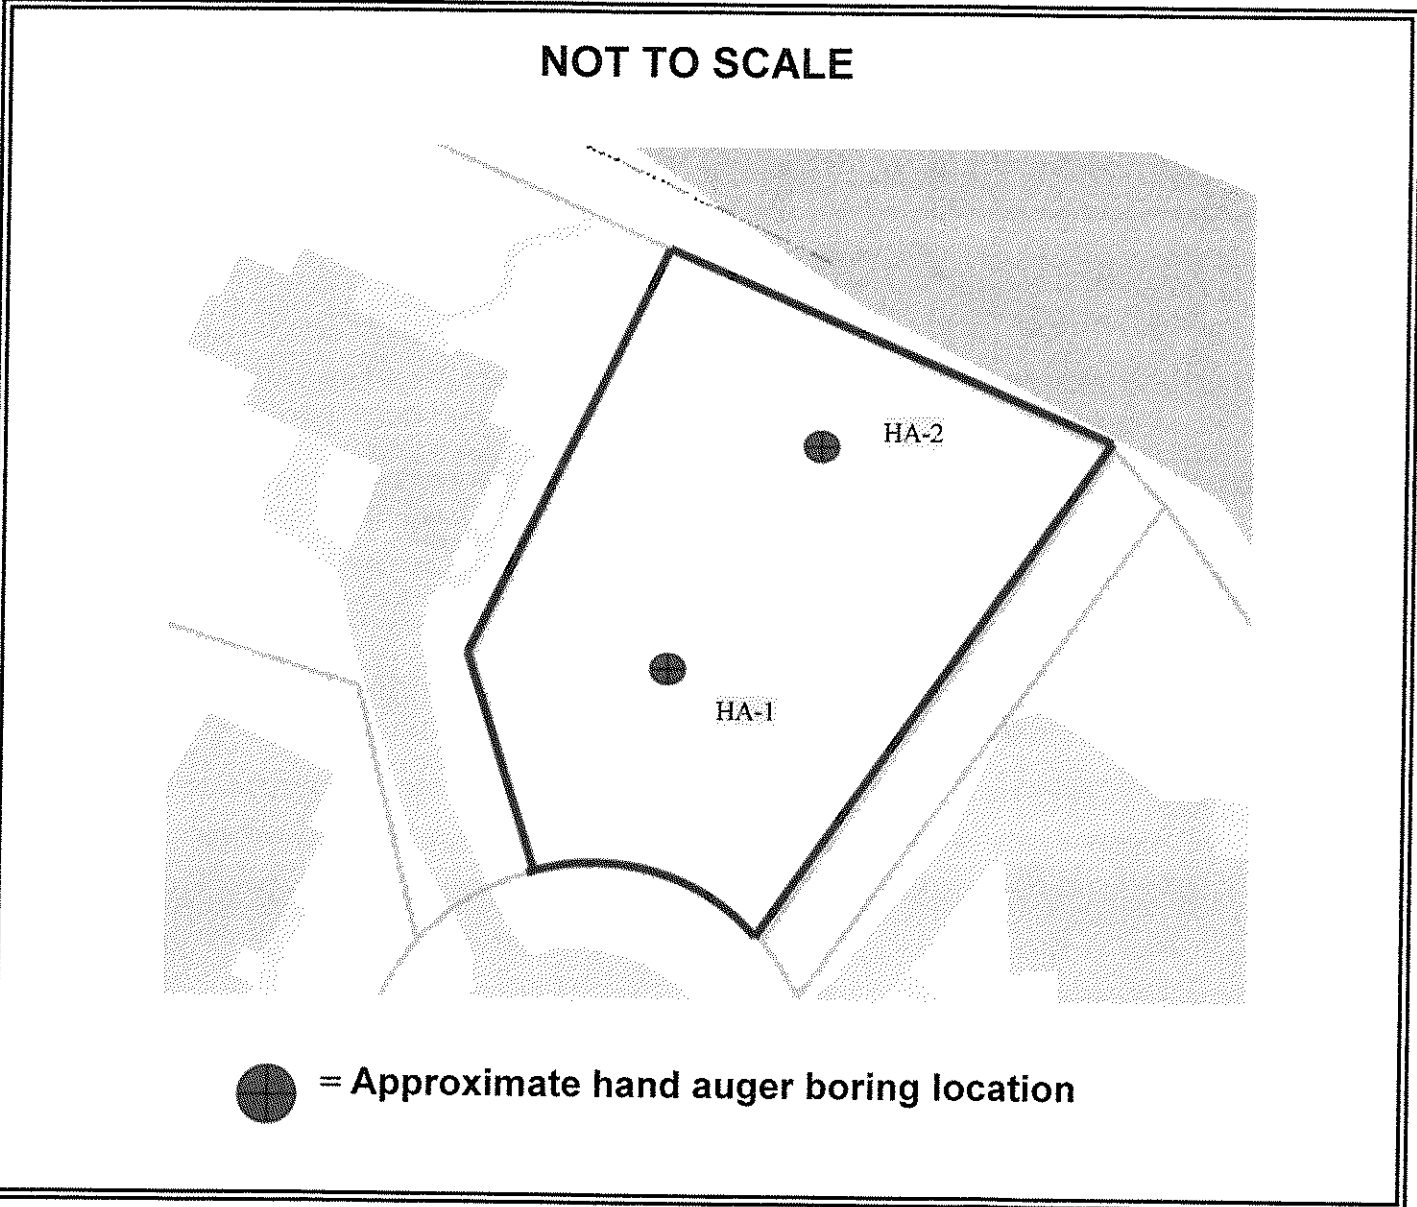 NOT TO SCALE
HA-2
HA-1
= Approximate hand auger boring location